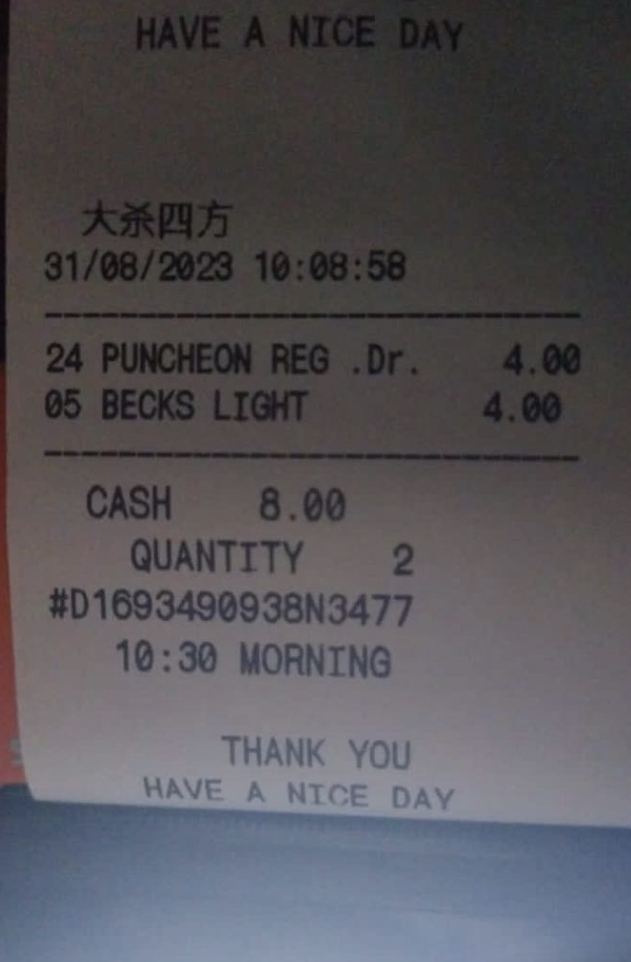 HAVE A NICE DAY
大杀四方
31/08/2023 10:08:58
24 PUNCHEON REG .Dr. 4.00
05 BECKS LIGHT 4.00
CASH 8.00
QUANTITY 2
#D1693490938N3477
10:30 MORNING
THANK YOU
HAVE A NICE DAY